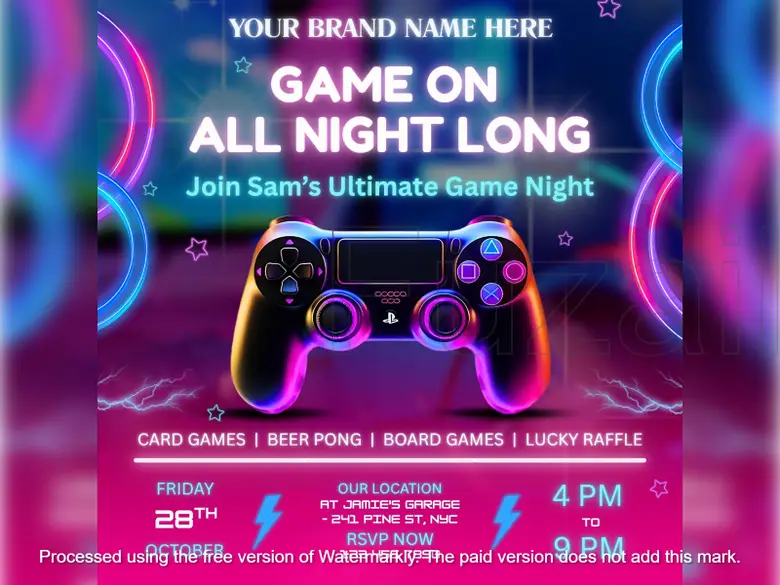 YOUR BRAND NAME HERE
GAME ON
ALL NIGHT LONG
Join Sam's Ultimate Game Night
CARD GAMES | BEER PONG | BOARD GAMES | LUCKY RAFFLE
FRIDAY
28TH
OCTOBER
OUR LOCATION
AT JAMIE'S GARAGE
- 241 PINE ST, NYC
RSVP NOW
4 PM
TO
9 PM
Processed using the free version of Watermarkly. The paid version does not add this mark.